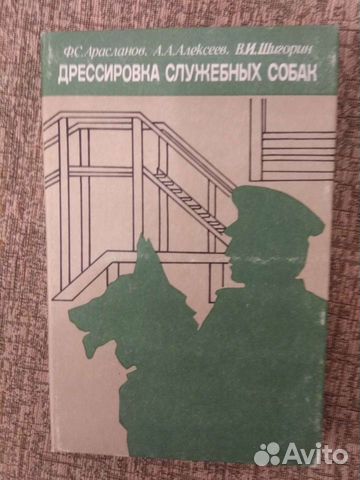 Ф.С.Арасланов, А.А.Алексеев, В.И.Шигорин
ДРЕССИРОВКА СЛУЖЕБНЫХ СОБАК
Avito